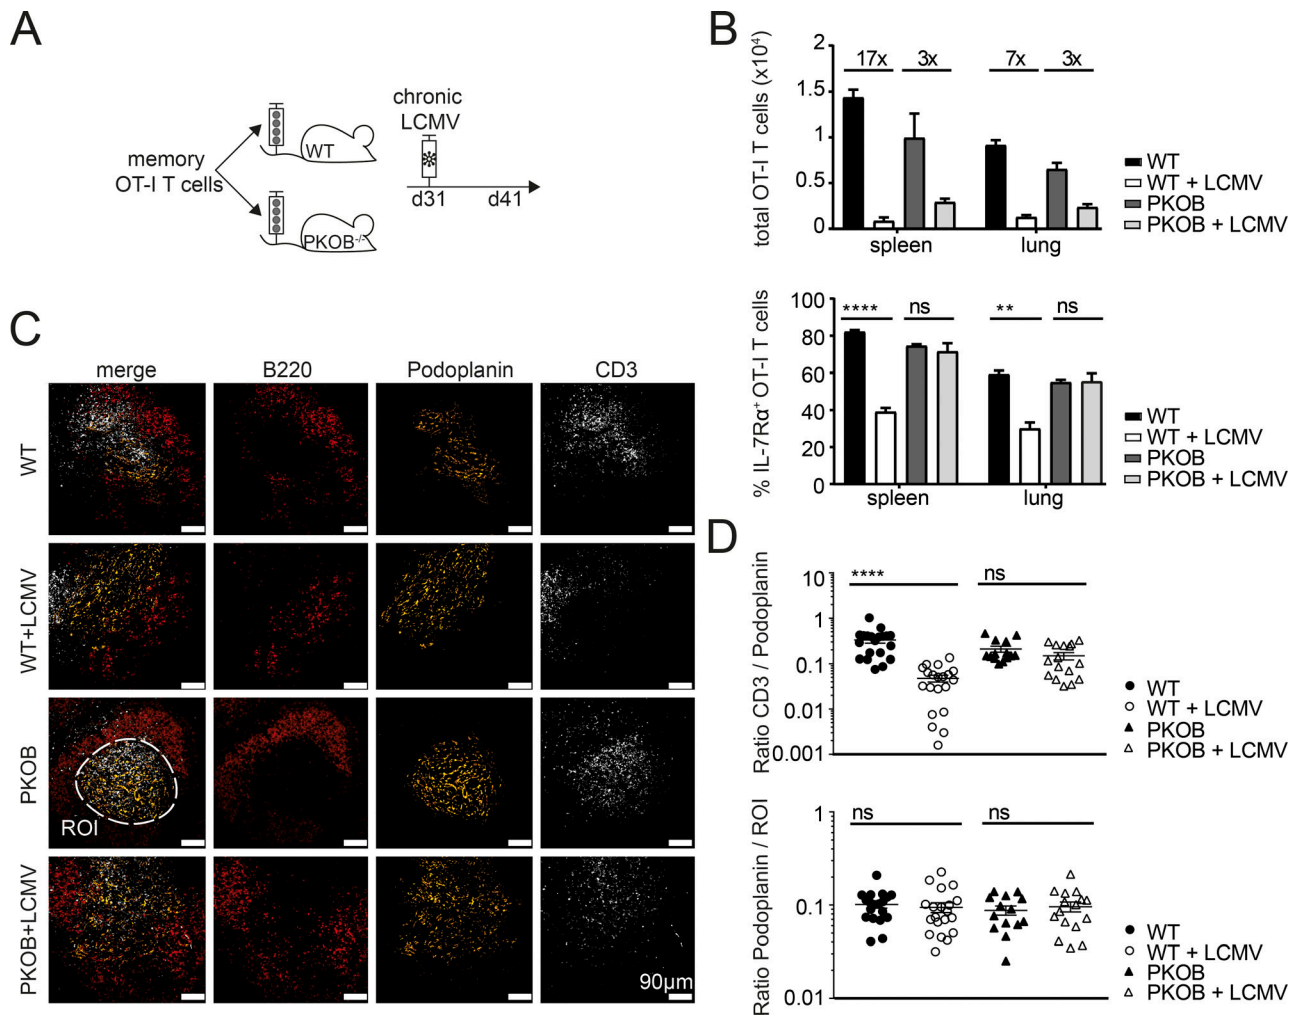 A
memory
OT-I T cells
WT
PKOB-/-
chronic
LCMV
d31
d41
B
total OT-I T cells (x10⁴)
2
1.5
1
0.5
0
17x
3x
7x
3x
spleen
lung
WT
WT + LCMV
PKOB
PKOB + LCMV
% IL-7Rα⁺ OT-I T cells
100
80
60
40
20
0
****
ns
**
ns
spleen
lung
WT
WT + LCMV
PKOB
PKOB + LCMV
C
merge
B220
Podoplanin
CD3
WT
WT+LCMV
PKOB
ROI
PKOB+LCMV
90µm
D
Ratio CD3 / Podoplanin
10
1
0.1
0.01
0.001
****
ns
WT
WT + LCMV
PKOB
PKOB + LCMV
Ratio Podoplanin / ROI
1
0.1
0.01
ns
ns
WT
WT + LCMV
PKOB
PKOB + LCMV